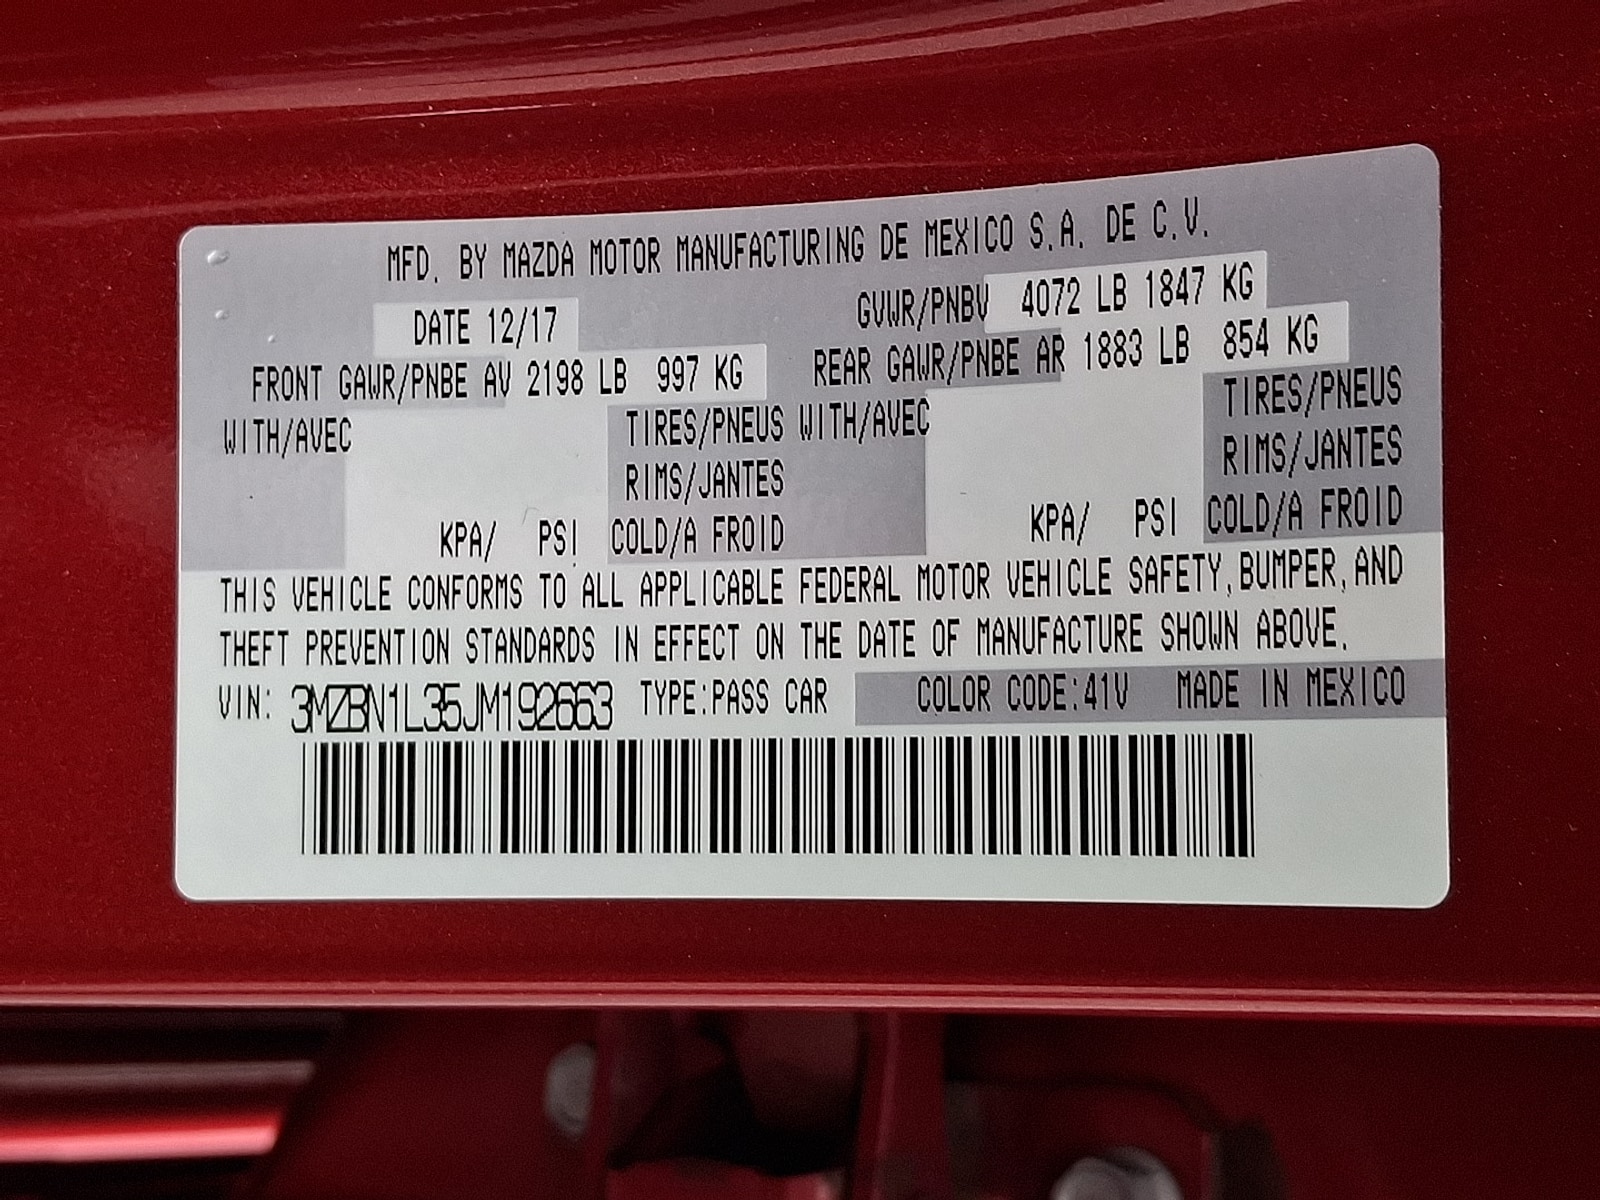 MFD. BY MAZDA MOTOR MANUFACTURING DE MEXICO S.A. DE C.V.
DATE 12/17 GVWR/PNBV 4072 LB 1847 KG
FRONT GAWR/PNBE AV 2198 LB 997 KG REAR GAWR/PNBE AR 1883 LB 854 KG
WITH/AVEC TIRES/PNEUS WITH/AVEC TIRES/PNEUS
RIMS/JANTES RIMS/JANTES
KPA/ PSI COLD/A FROID KPA/ PSI COLD/A FROID
THIS VEHICLE CONFORMS TO ALL APPLICABLE FEDERAL MOTOR VEHICLE SAFETY, BUMPER, AND
THEFT PREVENTION STANDARDS IN EFFECT ON THE DATE OF MANUFACTURE SHOWN ABOVE.
VIN: 3MZBN1L35JM192663 TYPE:PASS CAR COLOR CODE:41V MADE IN MEXICO